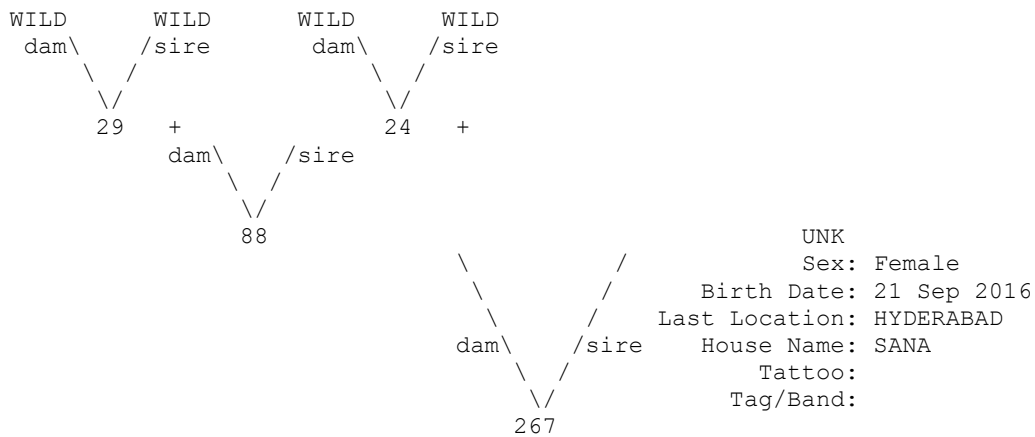 WILD WILD WILD WILD
dam\ /sire dam\ /sire
\ / \ /
\ / \ /
\/ \/
29 + 24 +
dam\ /sire
\ /
\ /
\/
88 UNK
\ / Sex: Female
\ / Birth Date: 21 Sep 2016
\ / Last Location: HYDERABAD
dam\ /sire House Name: SANA
\ / Tattoo:
\/ Tag/Band:
267